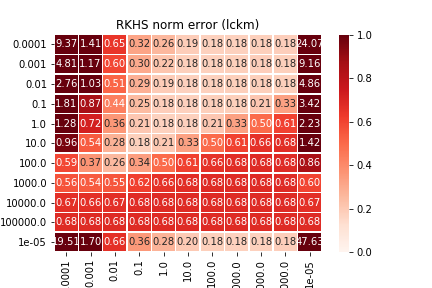 RKHS norm error (lckm)
0.0001 9.37 1.41 0.65 0.32 0.26 0.19 0.18 0.18 0.18 0.18 24.07
0.001 4.81 1.17 0.60 0.30 0.22 0.18 0.18 0.18 0.18 0.18 9.16
0.01 2.76 1.03 0.51 0.29 0.19 0.18 0.18 0.18 0.18 0.18 4.86
0.1 1.81 0.87 0.44 0.25 0.18 0.18 0.18 0.18 0.21 0.33 3.42
1.0 1.28 0.72 0.36 0.21 0.18 0.18 0.21 0.33 0.50 0.61 2.23
10.0 0.96 0.54 0.28 0.18 0.21 0.33 0.50 0.61 0.66 0.68 1.42
100.0 0.59 0.37 0.26 0.34 0.50 0.61 0.66 0.68 0.68 0.68 0.86
1000.0 0.56 0.54 0.55 0.62 0.66 0.68 0.68 0.68 0.68 0.68 0.60
10000.0 0.67 0.66 0.67 0.68 0.68 0.68 0.68 0.68 0.68 0.68 0.67
100000.0 0.68 0.68 0.68 0.68 0.68 0.68 0.68 0.68 0.68 0.68 0.68
1e-05 9.51 1.70 0.66 0.36 0.28 0.20 0.18 0.18 0.18 0.18 47.63
.0001 0.001 0.01 0.1 1.0 10.0 100.0 000.0 000.0 000.0 1e-05
1.0
0.8
0.6
0.4
0.2
0.0